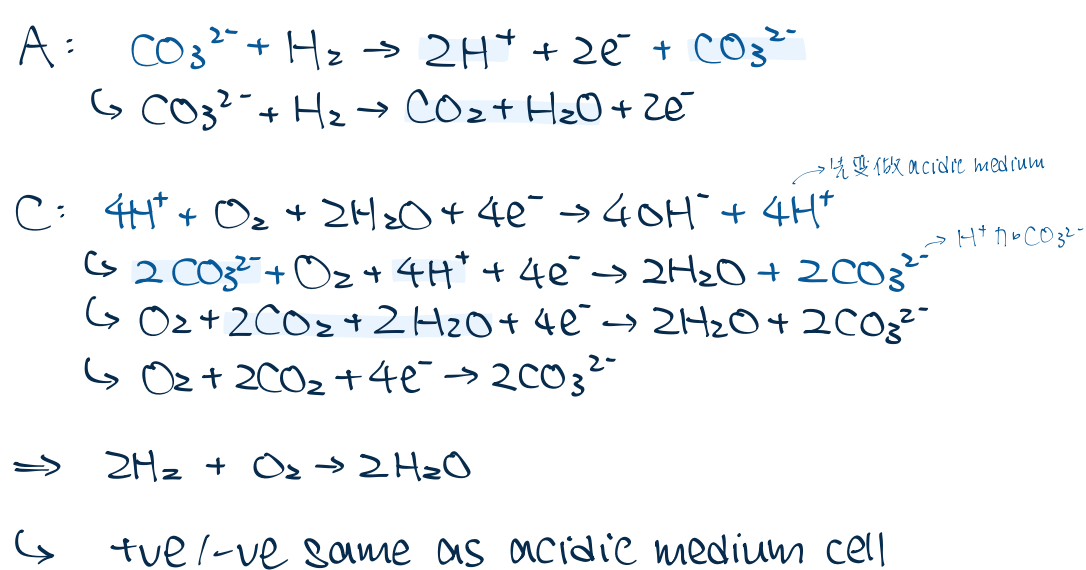 A: CO₃²⁻ + H₂ → 2H⁺ + 2e⁻ + CO₃²⁻
↳ CO₃²⁻ + H₂ → CO₂ + H₂O + 2e⁻
→ 先變做 acidic medium
C: 4H⁺ + O₂ + 2H₂O + 4e⁻ → 4OH⁻ + 4H⁺
→ H⁺ 加 CO₃²⁻
↳ 2CO₃²⁻ + O₂ + 4H⁺ + 4e⁻ → 2H₂O + 2CO₃²⁻
↳ O₂ + 2CO₂ + 2H₂O + 4e⁻ → 2H₂O + 2CO₃²⁻
↳ O₂ + 2CO₂ + 4e⁻ → 2CO₃²⁻
⇒ 2H₂ + O₂ → 2H₂O
↳ +ve/-ve same as acidic medium cell